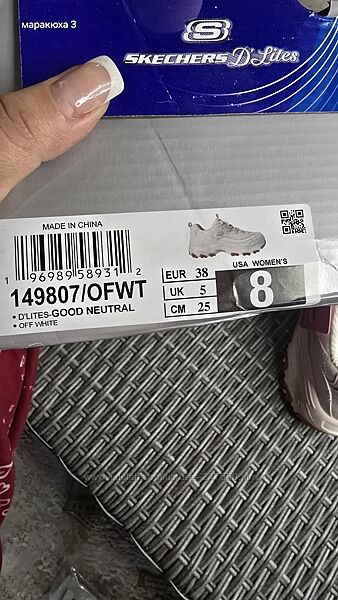 маракюха 3
S
SKECHERS D'Lites
MADE IN CHINA
1 96989 58931 2
149807/OFWT
• D'LITES-GOOD NEUTRAL
• OFF WHITE
EUR 38
UK 5
CM 25
USA WOMEN'S
8